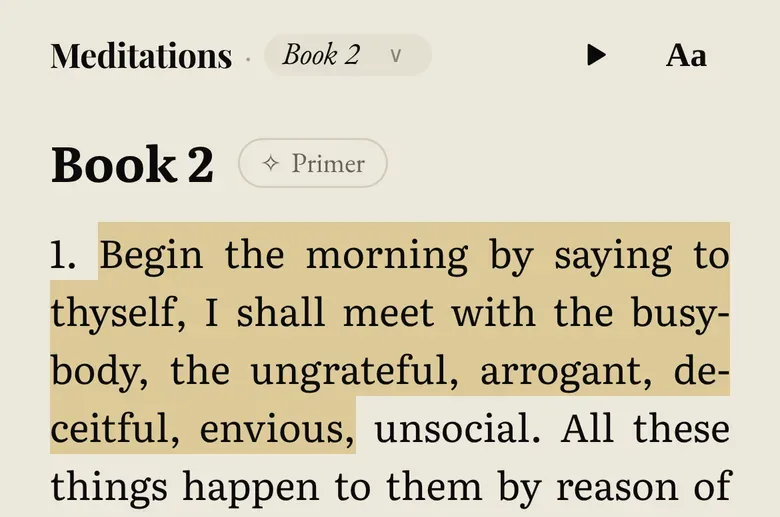 Meditations · Book 2 ∨
Aa
Book 2
✧ Primer
1. Begin the morning by saying to
thyself, I shall meet with the busy-
body, the ungrateful, arrogant, de-
ceitful, envious, unsocial. All these
things happen to them by reason of